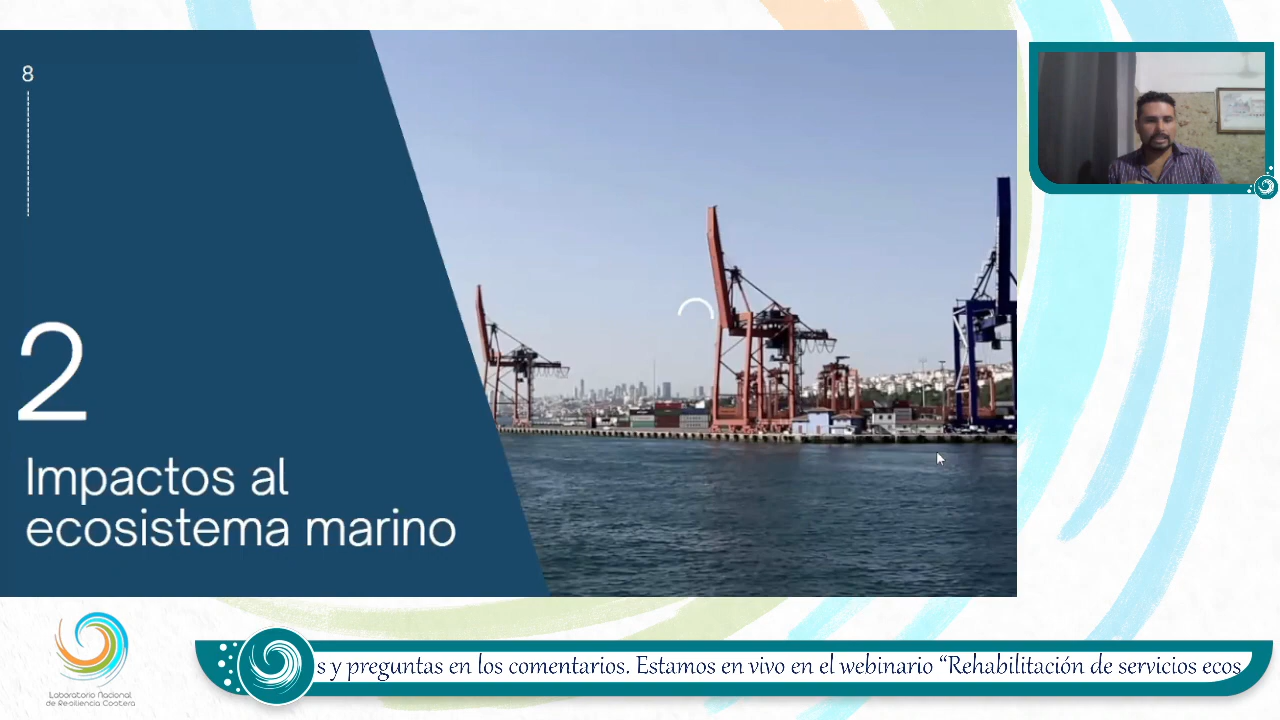 8
2
Impactos al
ecosistema marino
Laboratorio Nacional
de Resiliencia Costera
s y preguntas en los comentarios. Estamos en vivo en el webinario “Rehabilitación de servicios ecos